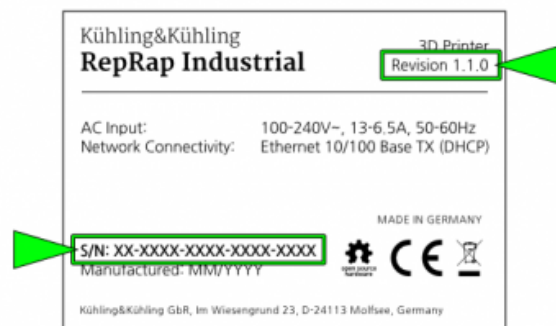 Kühling&Kühling
3D Printer
RepRap Industrial
Revision 1.1.0
AC Input: 100-240V~, 13-6.5A, 50-60Hz
Network Connectivity: Ethernet 10/100 Base TX (DHCP)
MADE IN GERMANY
S/N: XX-XXXX-XXXX-XXXX-XXXX
open source
hardware
CE
Manufactured: MM/YYYY
Kühling&Kühling GbR, Im Wiesengrund 23, D-24113 Molfsee, Germany